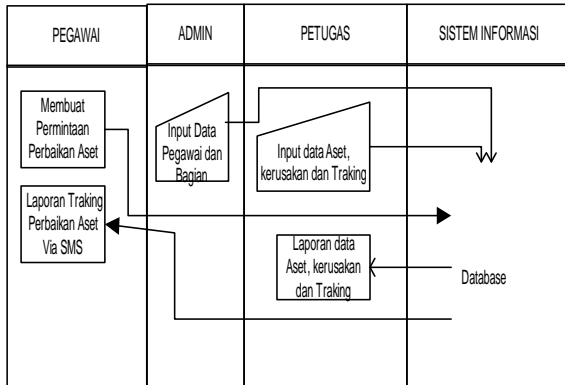 PEGAWAI
ADMIN
PETUGAS
SISTEM INFORMASI
Membuat
Permintaan
Perbaikan Aset
Input Data
Pegawai dan
Bagian
Input data Aset,
kerusakan dan Traking
Laporan Traking
Perbaikan Aset
Via SMS
Laporan data
Aset, kerusakan
dan Traking
Database